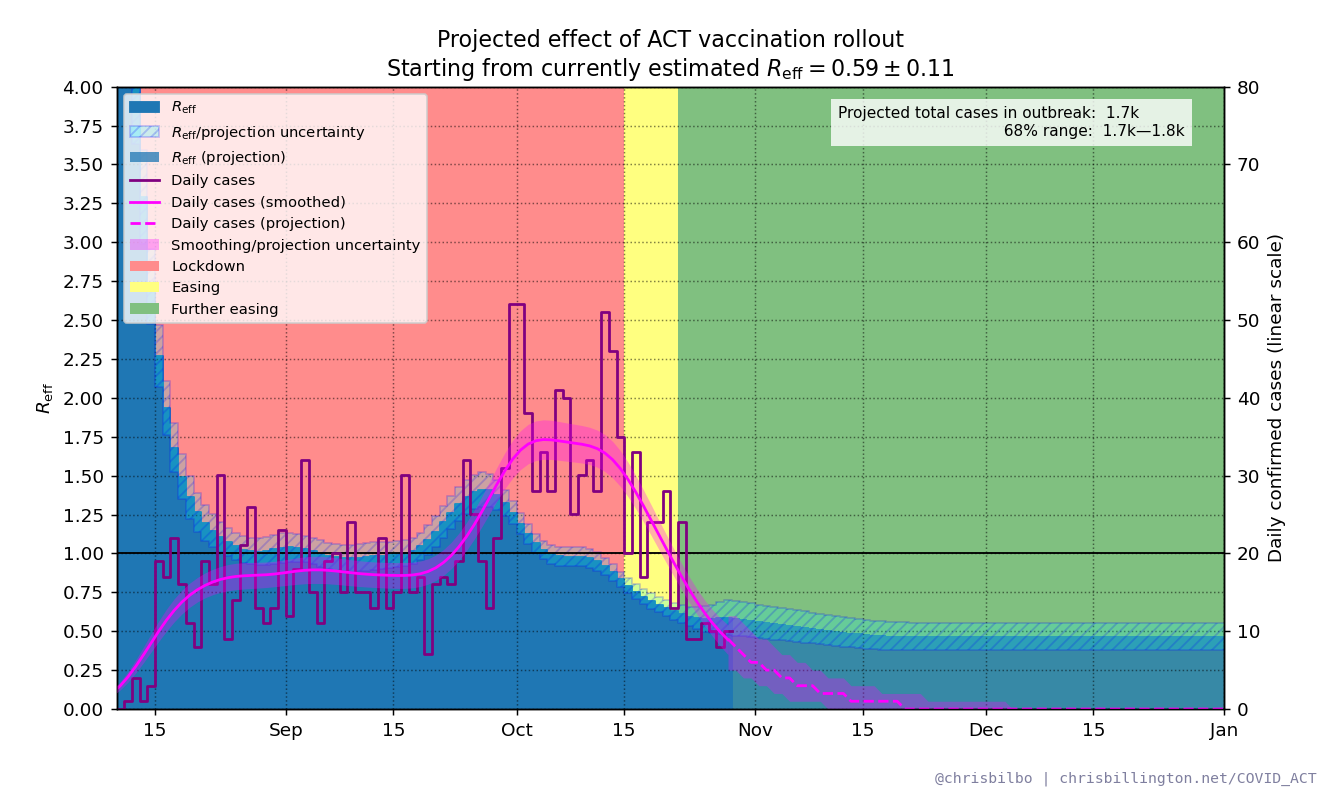 Projected effect of ACT vaccination rollout
Starting from currently estimated R_eff = 0.59 ± 0.11
4.00
3.75
3.50
3.25
3.00
2.75
2.50
2.25
2.00
1.75
1.50
1.25
1.00
0.75
0.50
0.25
0.00
R_eff
R_eff
R_eff/projection uncertainty
R_eff (projection)
Daily cases
Daily cases (smoothed)
Daily cases (projection)
Smoothing/projection uncertainty
Lockdown
Easing
Further easing
Projected total cases in outbreak: 1.7k
68% range: 1.7k—1.8k
80
70
60
50
40
30
20
10
0
Daily confirmed cases (linear scale)
15 Sep 15 Oct 15 Nov 15 Dec 15 Jan
@chrisbilbo | chrisbillington.net/COVID_ACT